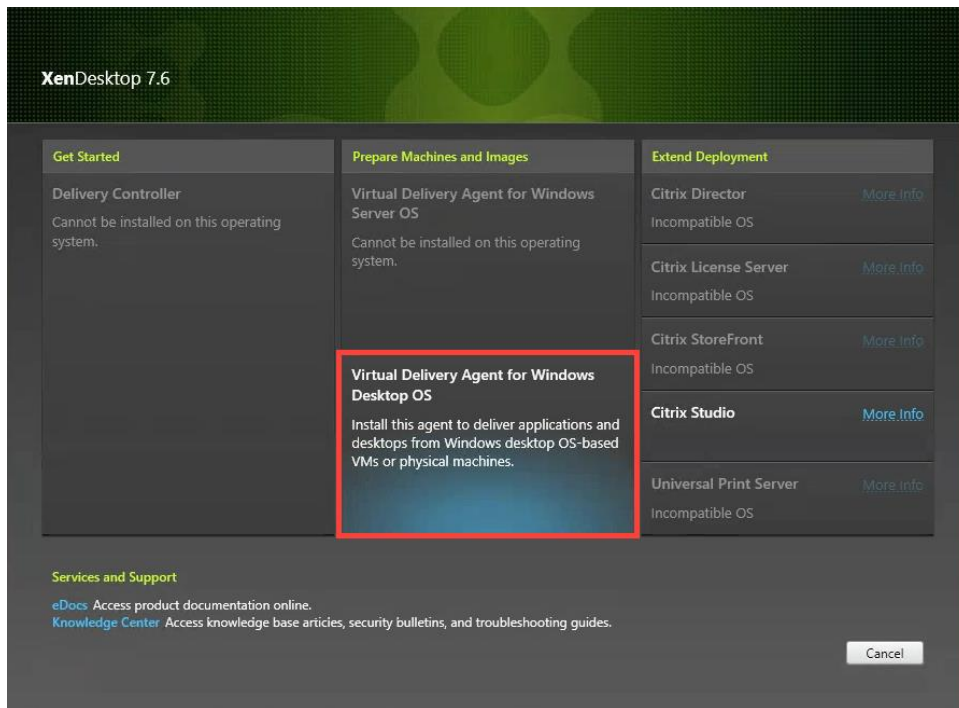 XenDesktop 7.6
Get Started
Delivery Controller
Cannot be installed on this operating
system.
Prepare Machines and Images
Virtual Delivery Agent for Windows
Server OS
Cannot be installed on this operating
system.
Virtual Delivery Agent for Windows
Desktop OS
Install this agent to deliver applications and
desktops from Windows desktop OS-based
VMs or physical machines.
Extend Deployment
Citrix Director More Info
Incompatible OS
Citrix License Server More Info
Incompatible OS
Citrix StoreFront More Info
Incompatible OS
Citrix Studio More Info
Universal Print Server More Info
Incompatible OS
Services and Support
eDocs Access product documentation online.
Knowledge Center Access knowledge base articles, security bulletins, and troubleshooting guides.
Cancel